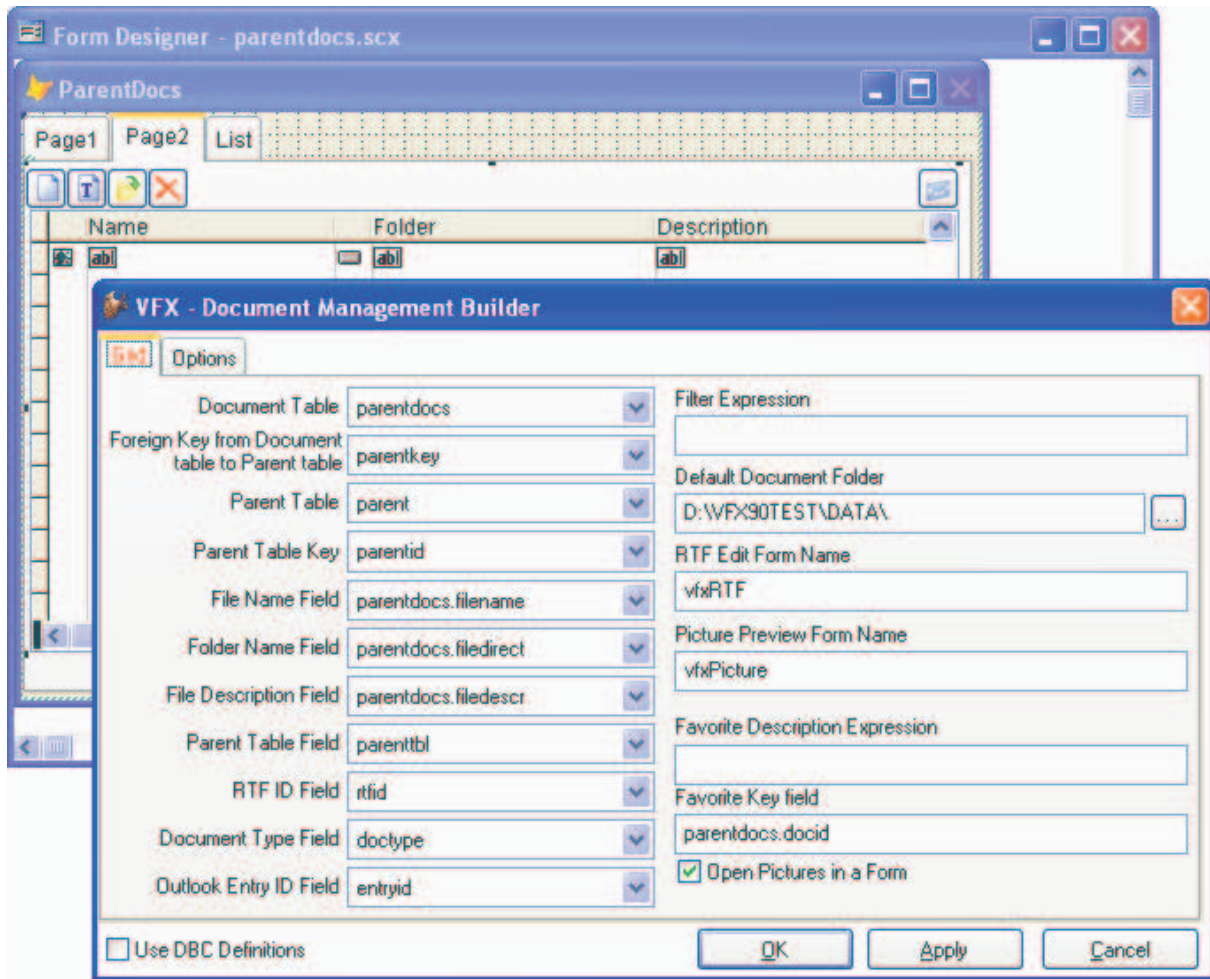 Form Designer - parentdocs.scx
ParentDocs
Page1 Page2 List
T
Name Folder Description
abl abl abl
VFX - Document Management Builder
Grid Options
Document Table parentdocs
Foreign Key from Document
table to Parent table parentkey
Parent Table parent
Parent Table Key parentid
File Name Field parentdocs.filename
Folder Name Field parentdocs.filedirect
File Description Field parentdocs.filedescr
Parent Table Field parenttbl
RTF ID Field rtfid
Document Type Field doctype
Outlook Entry ID Field entryid
Filter Expression
Default Document Folder
D:\VFX90TEST\DATA\ ...
RTF Edit Form Name
vfxRTF
Picture Preview Form Name
vfxPicture
Favorite Description Expression
Favorite Key field
parentdocs.docid
Open Pictures in a Form
Use DBC Definitions OK Apply Cancel